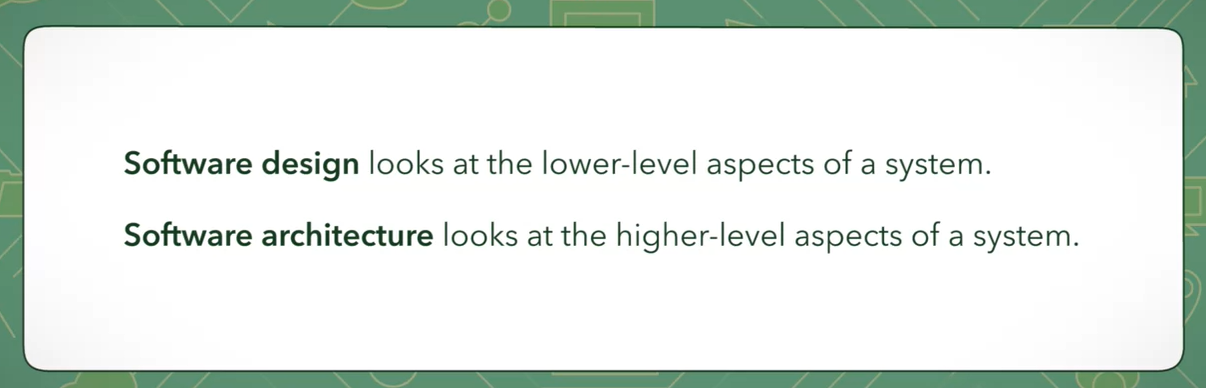 Software design looks at the lower-level aspects of a system.
Software architecture looks at the higher-level aspects of a system.